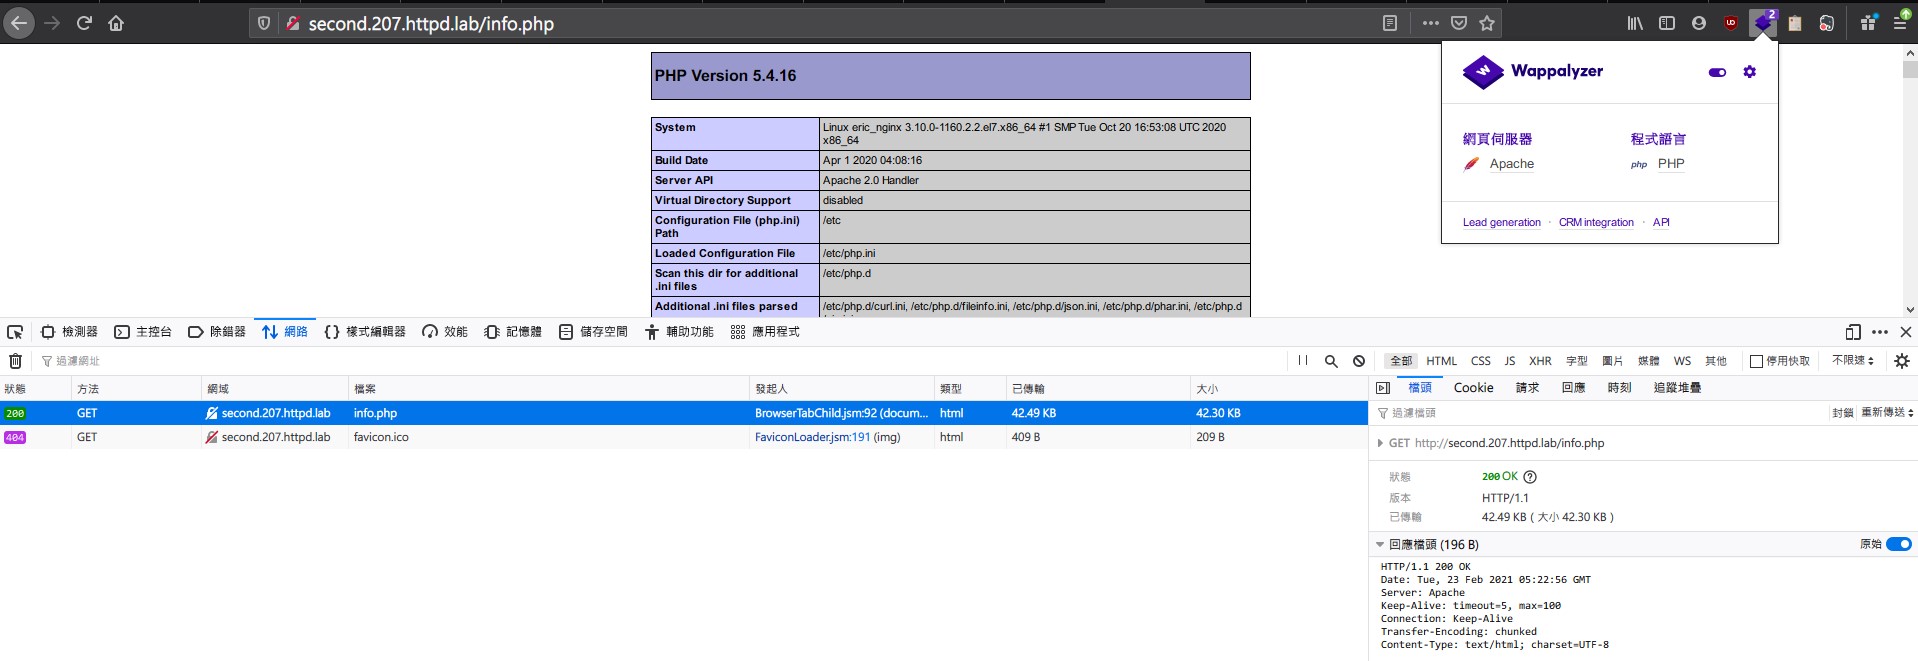 second.207.httpd.lab/info.php
2
PHP Version 5.4.16
System Linux eric_nginx 3.10.0-1160.2.2.el7.x86_64 #1 SMP Tue Oct 20 16:53:08 UTC 2020
x86_64
Build Date Apr 1 2020 04:08:16
Server API Apache 2.0 Handler
Virtual Directory Support disabled
Configuration File (php.ini) /etc
Path
Loaded Configuration File /etc/php.ini
Scan this dir for additional /etc/php.d
.ini files
Additional .ini files parsed /etc/php.d/curl.ini, /etc/php.d/fileinfo.ini, /etc/php.d/json.ini, /etc/php.d/phar.ini, /etc/php.d
W Wappalyzer
網頁伺服器 程式語言
Apache php PHP
Lead generation · CRM integration · API
檢測器 主控台 除錯器 網路 樣式編輯器 效能 記憶體 儲存空間 輔助功能 應用程式
過濾網址 全部 HTML CSS JS XHR 字型 圖片 媒體 WS 其他 停用快取 不限速
狀態 方法 網域 檔案 發起人 類型 已傳輸 大小
200 GET second.207.httpd.lab info.php BrowserTabChild.jsm:92 (docum... html 42.49 KB 42.30 KB
404 GET second.207.httpd.lab favicon.ico FaviconLoader.jsm:191 (img) html 409 B 209 B
檔頭 Cookie 請求 回應 時刻 追蹤堆疊
過濾檔頭 封鎖 重新傳送
GET http://second.207.httpd.lab/info.php
狀態 200 OK ?
版本 HTTP/1.1
已傳輸 42.49 KB（大小 42.30 KB）
回應檔頭 (196 B) 原始
HTTP/1.1 200 OK
Date: Tue, 23 Feb 2021 05:22:56 GMT
Server: Apache
Keep-Alive: timeout=5, max=100
Connection: Keep-Alive
Transfer-Encoding: chunked
Content-Type: text/html; charset=UTF-8